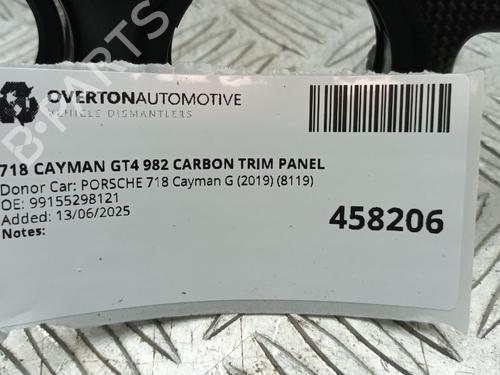 OVERTONAUTOMOTIVE
VEHICLE DISMANTLERS
718 CAYMAN GT4 982 CARBON TRIM PANEL
Donor Car: PORSCHE 718 Cayman G (2019) (8119)
OE: 99155298121
Added: 13/06/2025
Notes:
458206
B-PARTS